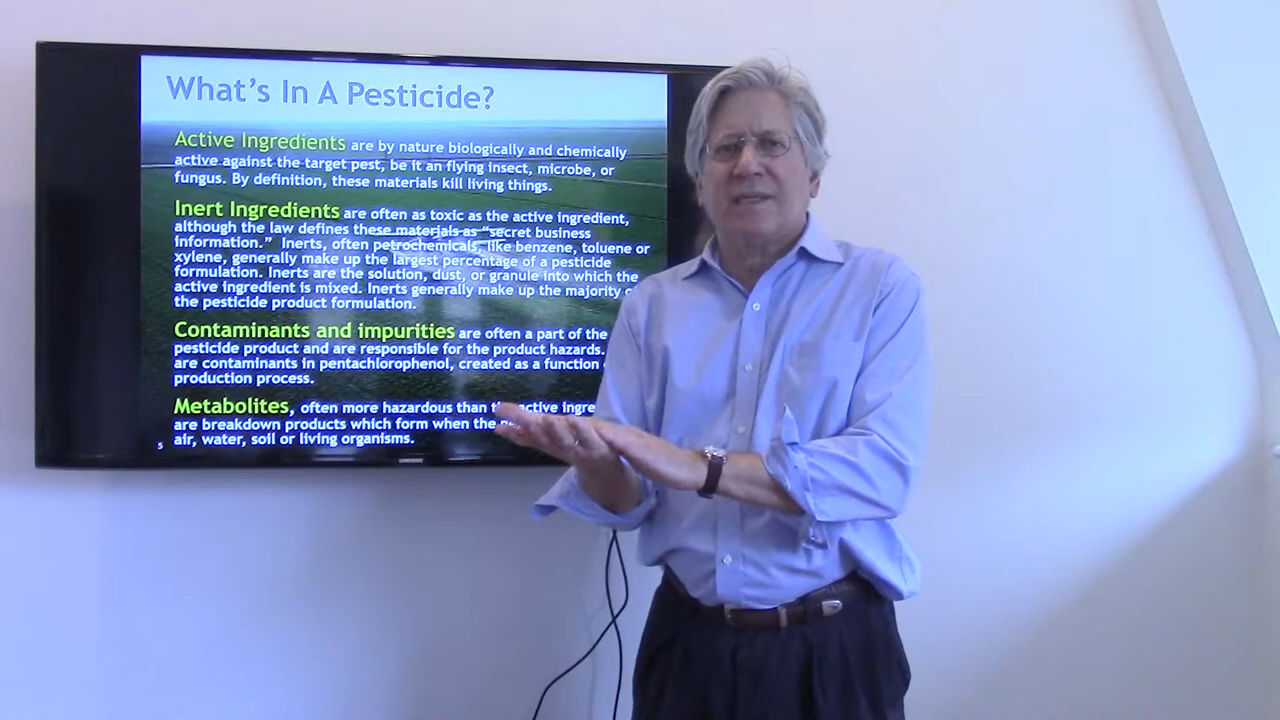 What's In A Pesticide?
Active Ingredients are by nature biologically and chemically
active against the target pest, be it an flying insect, microbe, or
fungus. By definition, these materials kill living things.
Inert Ingredients are often as toxic as the active ingredient,
although the law defines these materials as “secret business
information.” Inerts, often petrochemicals, like benzene, toluene or
xylene, generally make up the largest percentage of a pesticide
formulation. Inerts are the solution, dust, or granule into which the
active ingredient is mixed. Inerts generally make up the majority
the pesticide product formulation.
Contaminants and impurities are often a part of the
pesticide product and are responsible for the product hazards.
are contaminants in pentachlorophenol, created as a function
production process.
Metabolites, often more hazardous than active
are breakdown products which form when the
air, water, soil or living organisms.
5
SAMSUNG